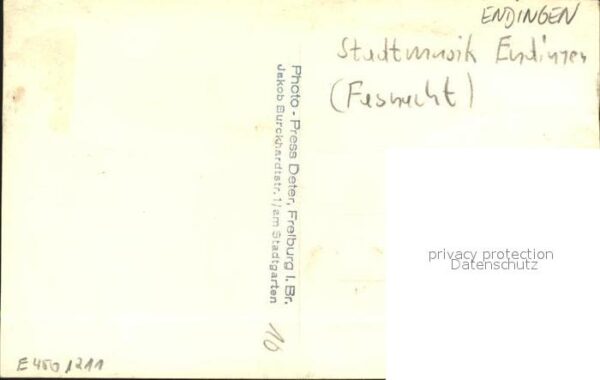 ENDINGEN
Stadtmusik Endingen
(Fasnacht)
Photo - Press Deter, Freiburg i. Br.
Jakob Burckhardtstr. 1/am Stadtgarten
privacy protection
Datenschutz
10
E 450 / 211